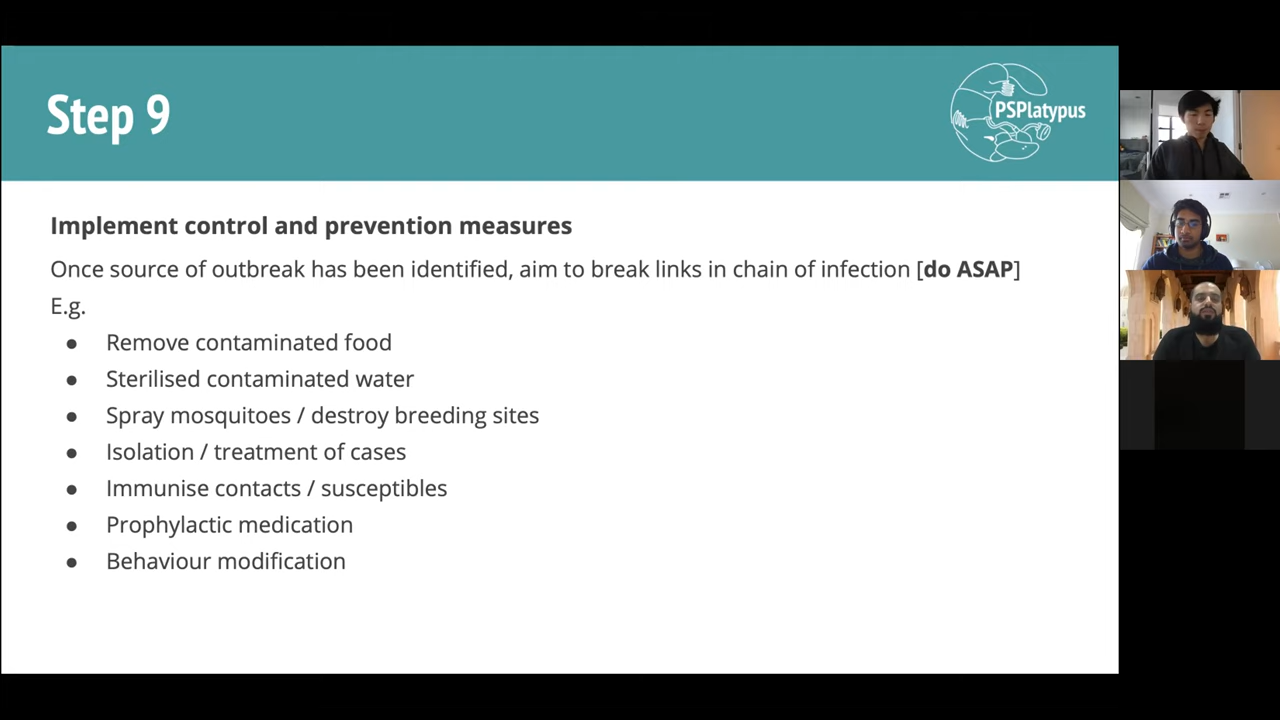 Step 9
PSPlatypus
Implement control and prevention measures
Once source of outbreak has been identified, aim to break links in chain of infection [do ASAP]
E.g.
● Remove contaminated food
● Sterilised contaminated water
● Spray mosquitoes / destroy breeding sites
● Isolation / treatment of cases
● Immunise contacts / susceptibles
● Prophylactic medication
● Behaviour modification